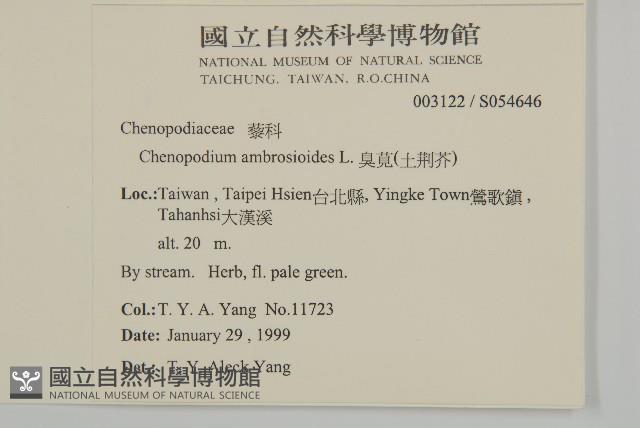 國立自然科學博物館
NATIONAL MUSEUM OF NATURAL SCIENCE
TAICHUNG, TAIWAN, R.O.CHINA
003122 / S054646
Chenopodiaceae 藜科
Chenopodium ambrosioides L. 臭莧(土荆芥)
Loc.:Taiwan , Taipei Hsien台北縣, Yingke Town鶯歌鎮 ,
Tahanhsi大漢溪
alt. 20 m.
By stream. Herb, fl. pale green.
Col.:T. Y. A. Yang No.11723
Date: January 29 , 1999
Det.: T. Y. Aleck Yang
國立自然科學博物館
NATIONAL MUSEUM OF NATURAL SCIENCE